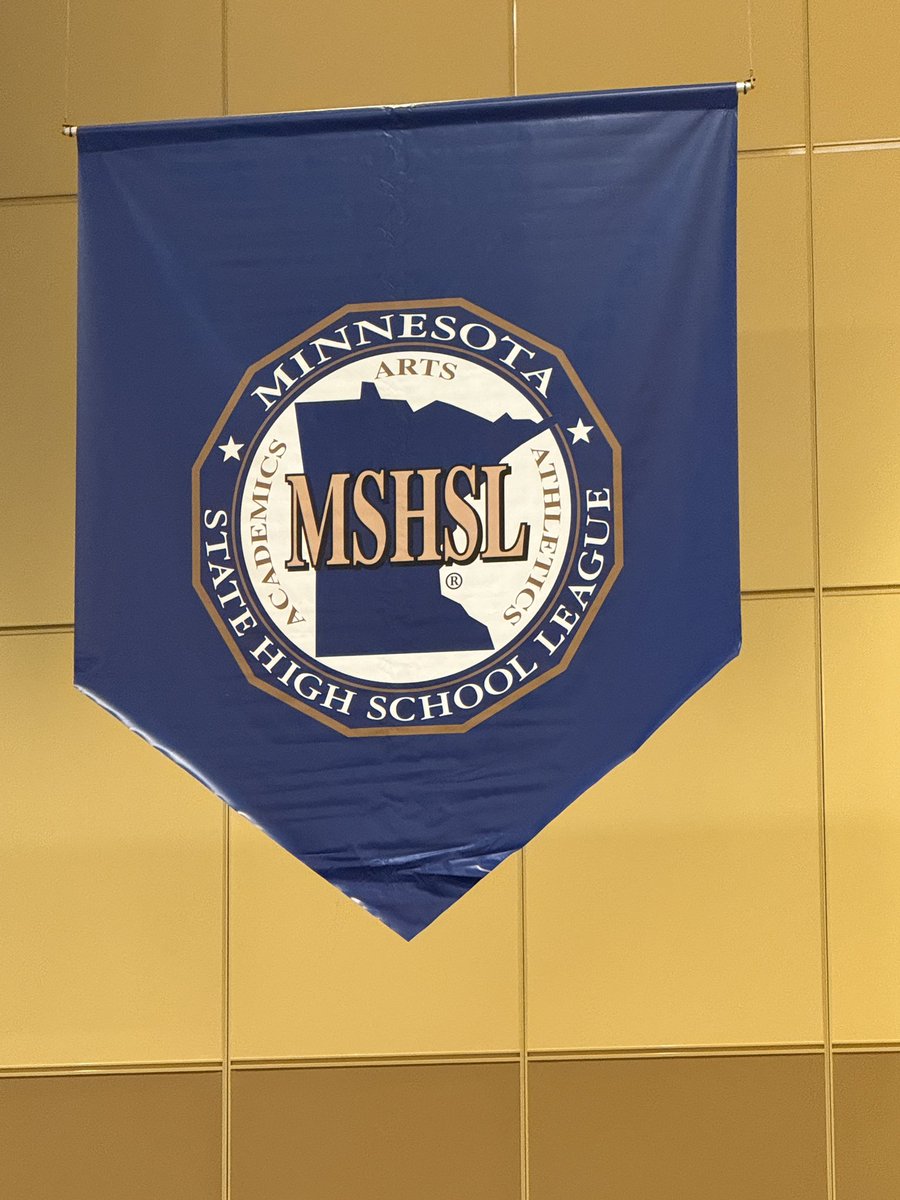 MINNESOTA
ARTS
ACADEMICS
ATHLETICS
MSHSL
®
STATE HIGH SCHOOL LEAGUE